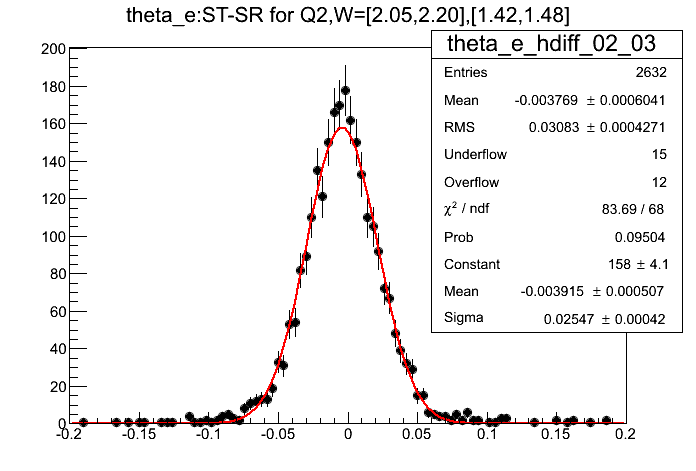 theta_e:ST-SR for Q2,W=[2.05,2.20],[1.42,1.48]
theta_e_hdiff_02_03
Entries 2632
Mean -0.003769 ± 0.0006041
RMS 0.03083 ± 0.0004271
Underflow 15
Overflow 12
χ² / ndf 83.69 / 68
Prob 0.09504
Constant 158 ± 4.1
Mean -0.003915 ± 0.000507
Sigma 0.02547 ± 0.00042
200
180
160
140
120
100
80
60
40
20
0
-0.2 -0.15 -0.1 -0.05 0 0.05 0.1 0.15 0.2